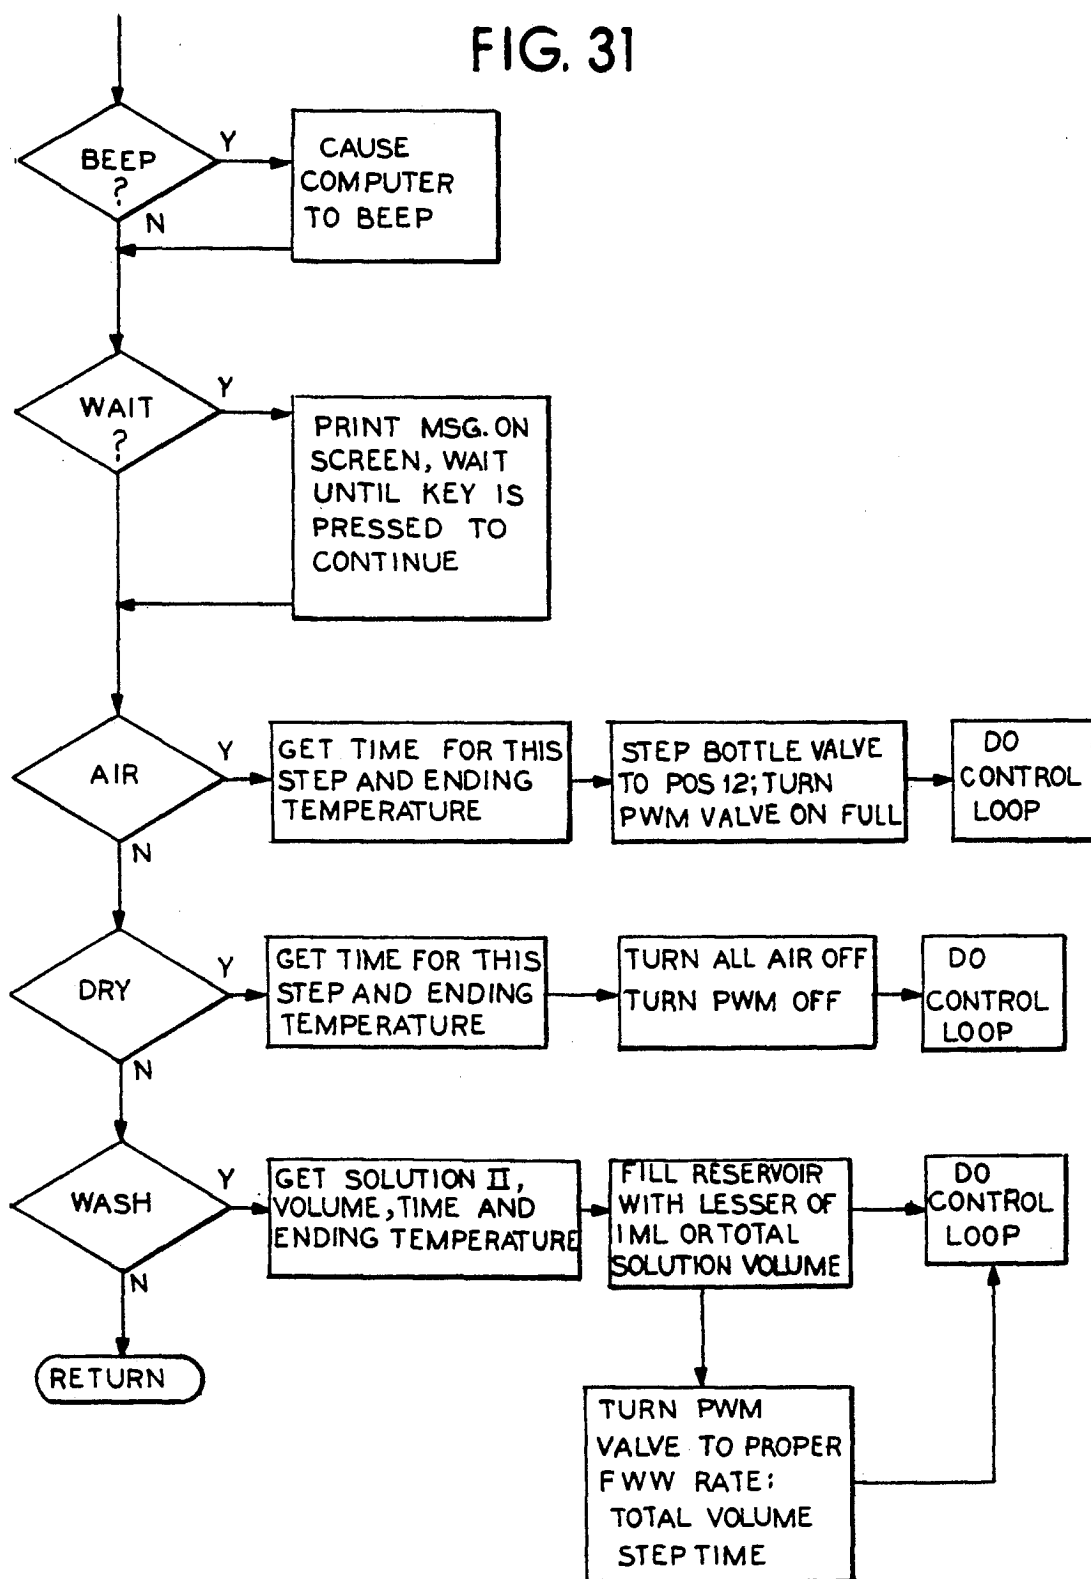 FIG. 31
BEEP
?
Y
N
CAUSE
COMPUTER
TO BEEP
WAIT
?
Y
PRINT MSG. ON
SCREEN, WAIT
UNTIL KEY IS
PRESSED TO
CONTINUE
AIR
Y
N
GET TIME FOR THIS
STEP AND ENDING
TEMPERATURE
STEP BOTTLE VALVE
TO POS 12; TURN
PWM VALVE ON FULL
DO
CONTROL
LOOP
DRY
Y
N
GET TIME FOR THIS
STEP AND ENDING
TEMPERATURE
TURN ALL AIR OFF
TURN PWM OFF
DO
CONTROL
LOOP
WASH
Y
N
GET SOLUTION II,
VOLUME, TIME AND
ENDING TEMPERATURE
FILL RESERVOIR
WITH LESSER OF
1ML OR TOTAL
SOLUTION VOLUME
DO
CONTROL
LOOP
RETURN
TURN PWM
VALVE TO PROPER
FWW RATE:
TOTAL VOLUME
STEP TIME